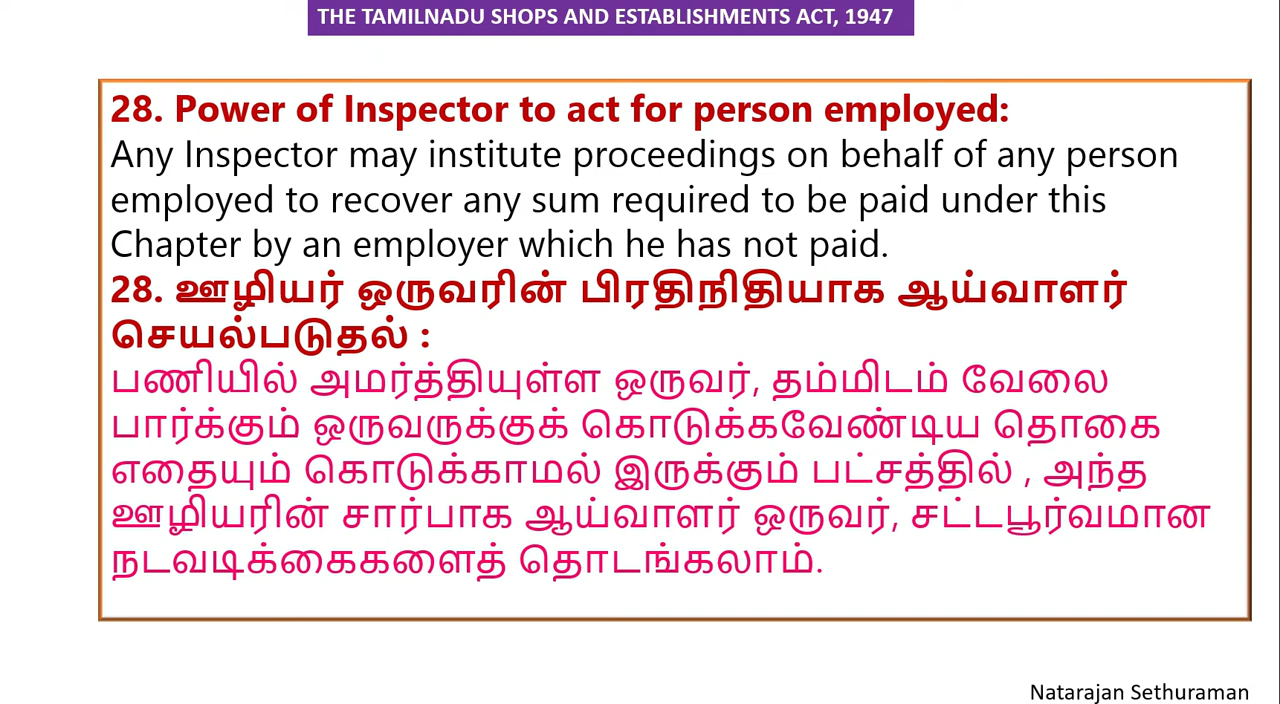 THE TAMILNADU SHOPS AND ESTABLISHMENTS ACT, 1947
28. Power of Inspector to act for person employed:
Any Inspector may institute proceedings on behalf of any person
employed to recover any sum required to be paid under this
Chapter by an employer which he has not paid.
28. ஊழியர் ஒருவரின் பிரதிநிதியாக ஆய்வாளர்
செயல்படுதல் :
பணியில் அமர்த்தியுள்ள ஒருவர், தம்மிடம் வேலை
பார்க்கும் ஒருவருக்குக் கொடுக்கவேண்டிய தொகை
எதையும் கொடுக்காமல் இருக்கும் பட்சத்தில் , அந்த
ஊழியரின் சார்பாக ஆய்வாளர் ஒருவர், சட்டபூர்வமான
நடவடிக்கைகளைத் தொடங்கலாம்.
Natarajan Sethuraman